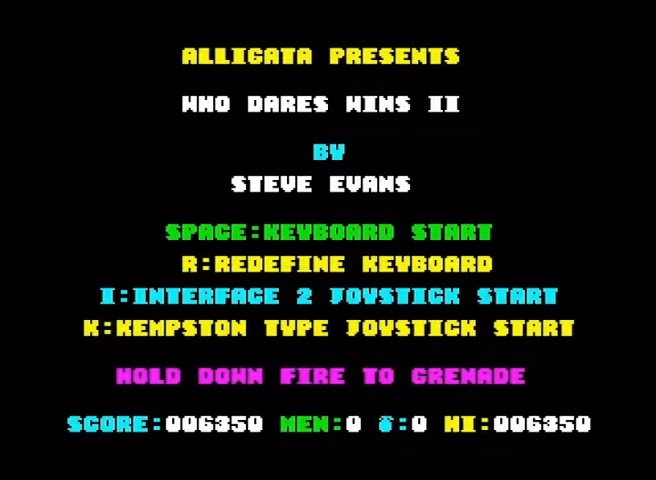 ALLIGATA PRESENTS
WHO DARES WINS II
BY
STEVE EVANS
SPACE:KEYBOARD START
R:REDEFINE KEYBOARD
I:INTERFACE 2 JOYSTICK START
K:KEMPSTON TYPE JOYSTICK START
HOLD DOWN FIRE TO GRENADE
SCORE:006350 MEN:0 :0 HI:006350